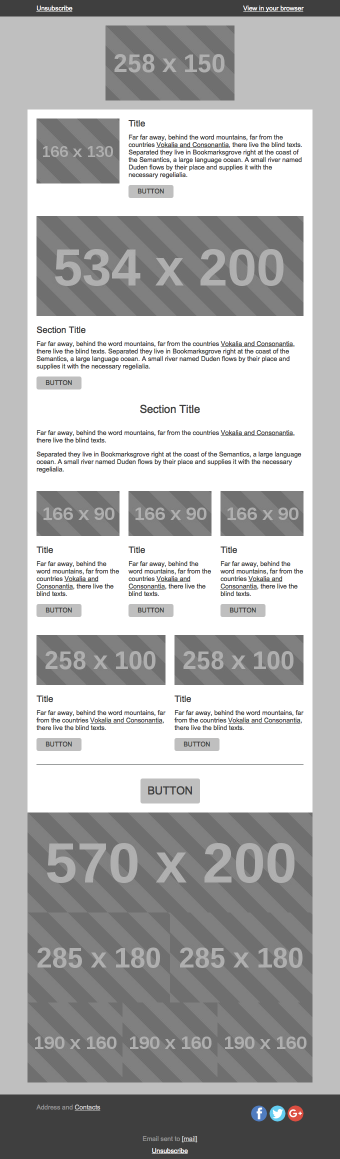 Unsubscribe View in your browser
258 x 150
166 x 130
Title
Far far away, behind the word mountains, far from the
countries Vokalia and Consonantia, there live the blind texts.
Separated they live in Bookmarksgrove right at the coast of
the Semantics, a large language ocean. A small river named
Duden flows by their place and supplies it with the
necessary regelialia.
BUTTON
534 x 200
Section Title
Far far away, behind the word mountains, far from the countries Vokalia and Consonantia,
there live the blind texts. Separated they live in Bookmarksgrove right at the coast of the
Semantics, a large language ocean. A small river named Duden flows by their place and
supplies it with the necessary regelialia.
BUTTON
Section Title
Far far away, behind the word mountains, far from the countries Vokalia and Consonantia,
there live the blind texts.
Separated they live in Bookmarksgrove right at the coast of the Semantics, a large language
ocean. A small river named Duden flows by their place and supplies it with the necessary
regelialia.
166 x 90
Title
Far far away, behind the
word mountains, far from the
countries Vokalia and
Consonantia, there live the
blind texts.
BUTTON
166 x 90
Title
Far far away, behind the
word mountains, far from the
countries Vokalia and
Consonantia, there live the
blind texts.
BUTTON
166 x 90
Title
Far far away, behind the
word mountains, far from the
countries Vokalia and
Consonantia, there live the
blind texts.
BUTTON
258 x 100
Title
Far far away, behind the word mountains, far
from the countries Vokalia and Consonantia,
there live the blind texts.
BUTTON
258 x 100
Title
Far far away, behind the word mountains, far
from the countries Vokalia and Consonantia,
there live the blind texts.
BUTTON
BUTTON
570 x 200
285 x 180 285 x 180
190 x 160 190 x 160 190 x 160
Address and Contacts
f G+
Email sent to [mail]
Unsubscribe